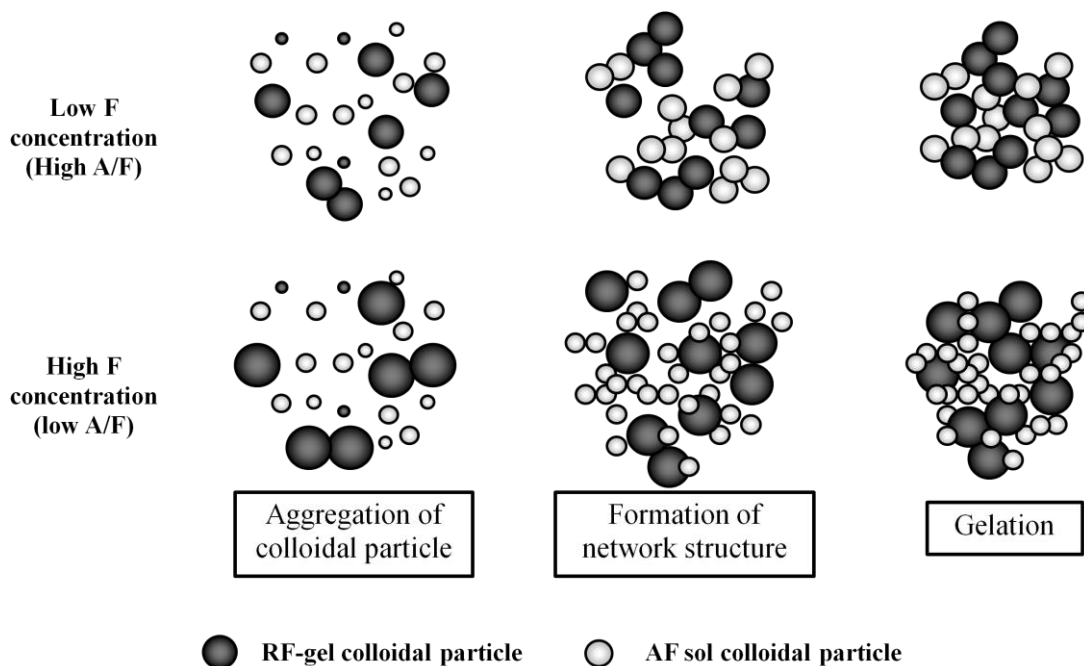 Low F
concentration
(High A/F)
High F
concentration
(low A/F)
Aggregation of
colloidal particle
Formation of
network structure
Gelation
RF-gel colloidal particle
AF sol colloidal particle